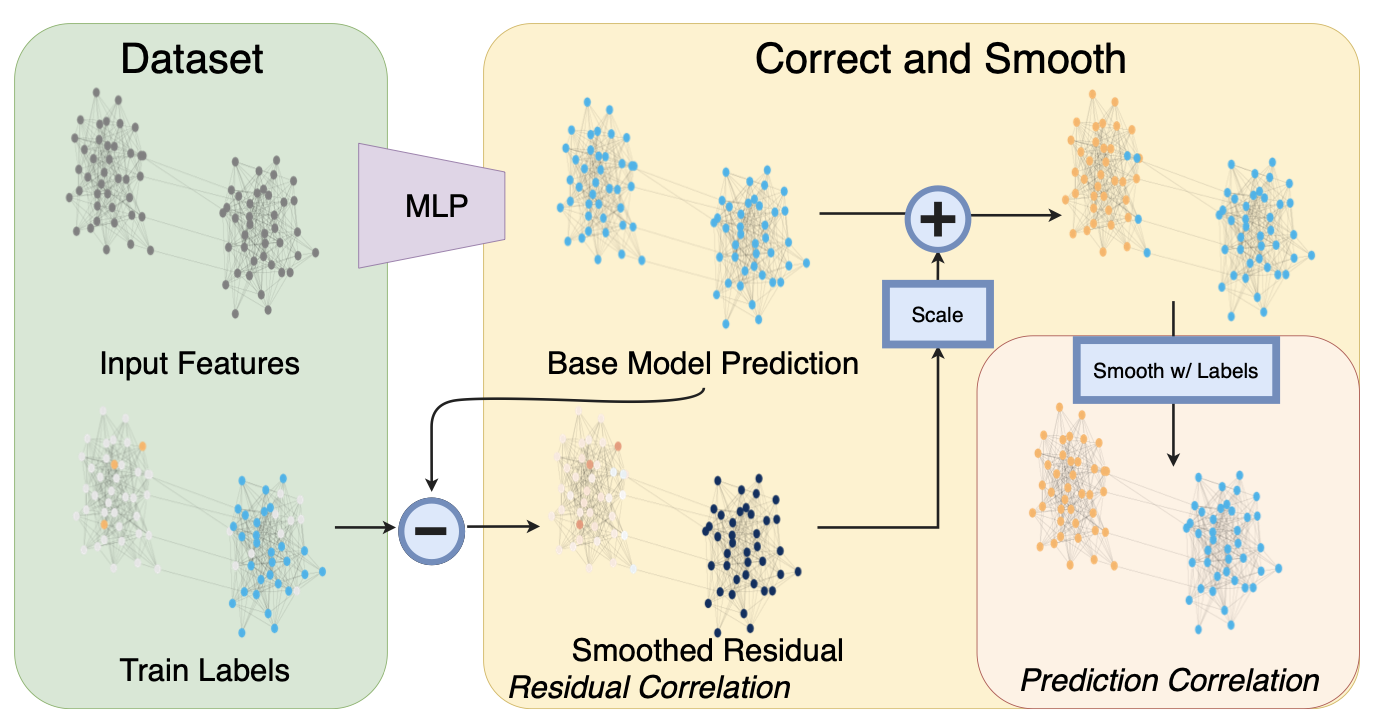 Dataset
Correct and Smooth
MLP
+
Scale
Input Features
Base Model Prediction
Smooth w/ Labels
−
Train Labels
Smoothed Residual
Residual Correlation
Prediction Correlation